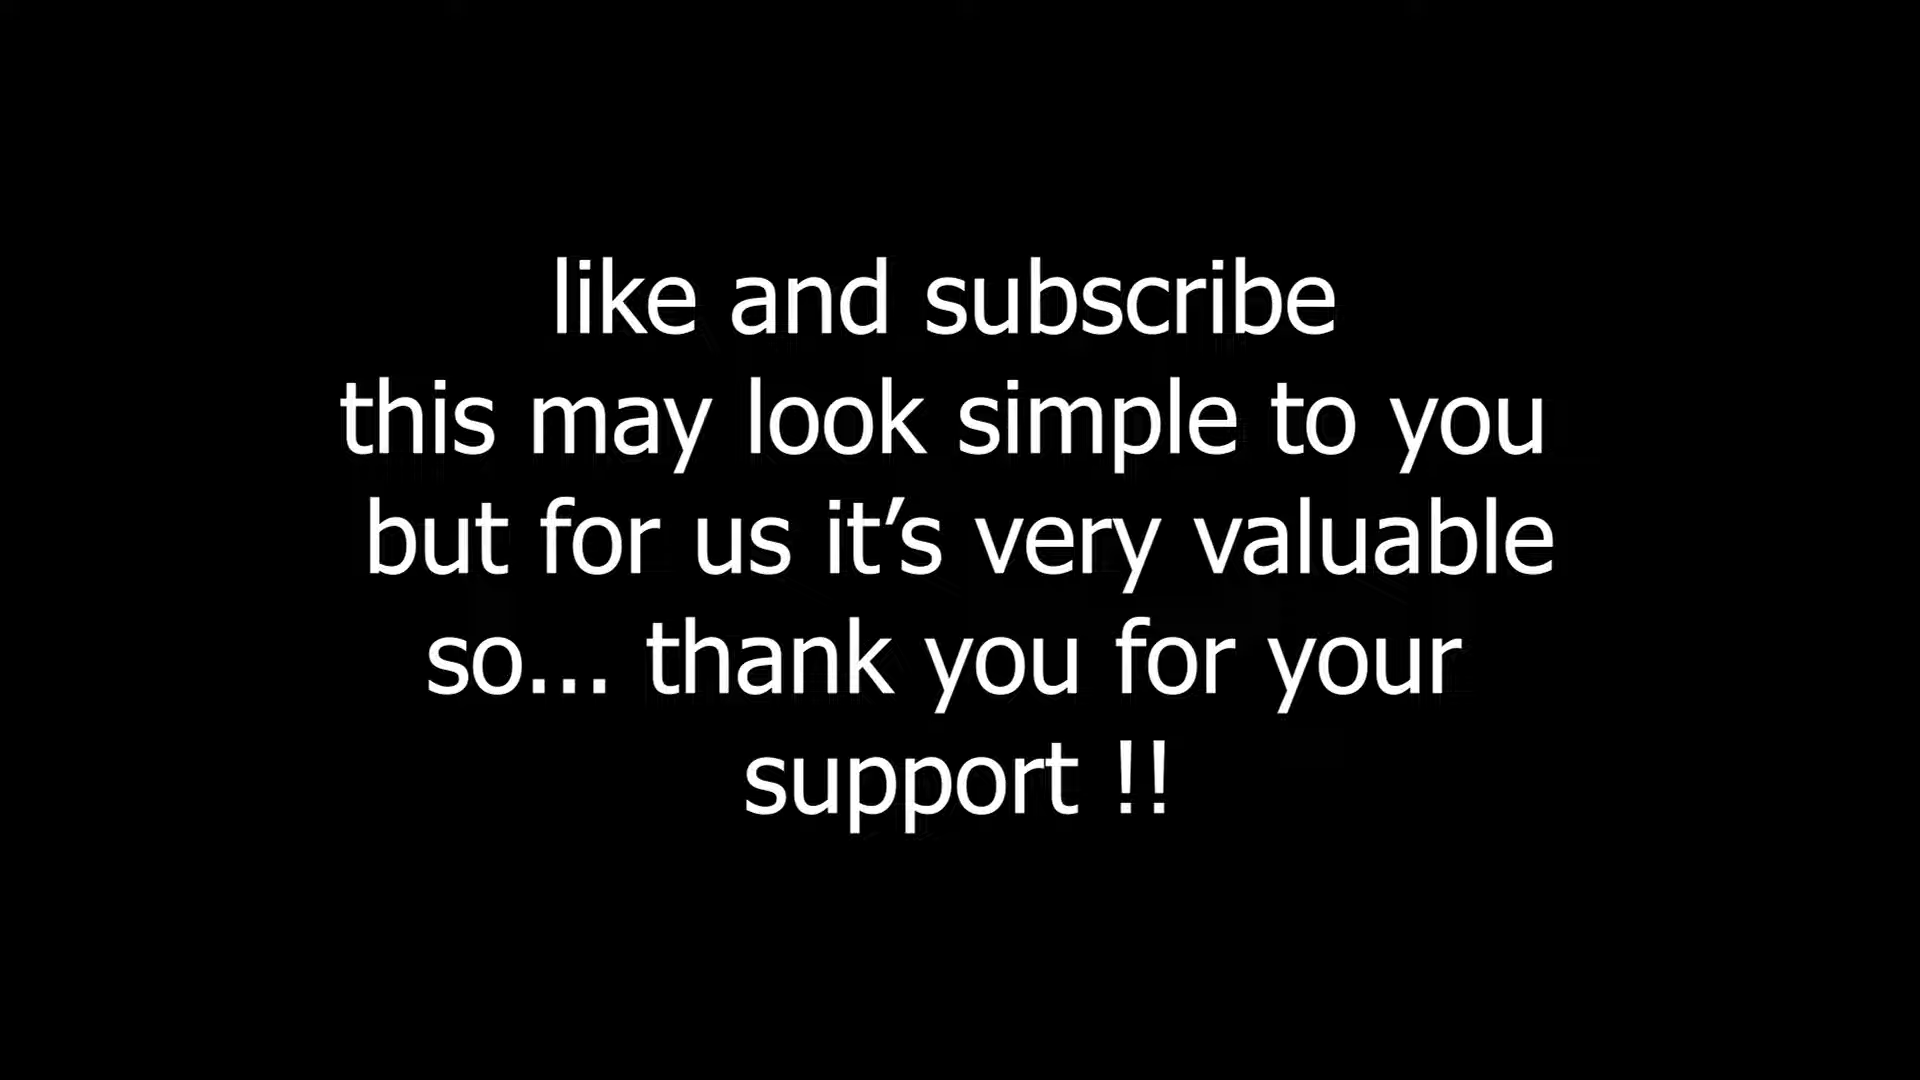 like and subscribe
this may look simple to you
but for us it’s very valuable
so... thank you for your
support !!